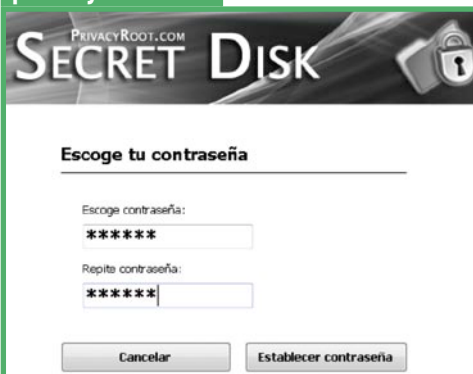 PrivacyRoot.com
Secret Disk
Escoge tu contraseña
Escoge contraseña:
******
Repite contraseña:
******
Cancelar Establecer contraseña